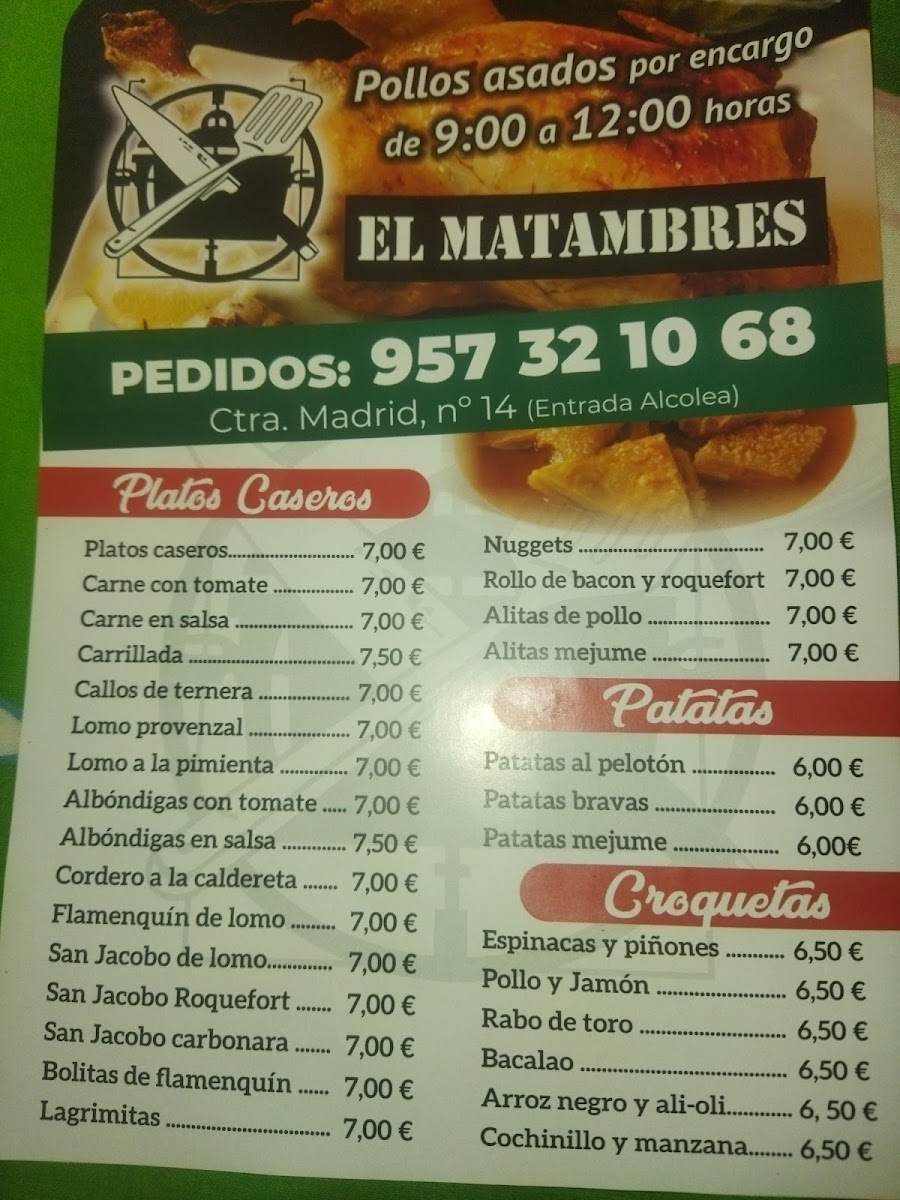 Pollos asados por encargo
de 9:00 a 12:00 horas
EL MATAMBRES
PEDIDOS: 957 32 10 68
Ctra. Madrid, nº 14 (Entrada Alcolea)
Platos Caseros
Platos caseros............................ 7,00 €
Carne con tomate .................. 7,00 €
Carne en salsa .......................... 7,00 €
Carrillada ..................................... 7,50 €
Callos de ternera .................... 7,00 €
Lomo provenzal ...................... 7,00 €
Lomo a la pimienta ............... 7,00 €
Albóndigas con tomate ..... 7,00 €
Albóndigas en salsa .............. 7,50 €
Cordero a la caldereta ....... 7,00 €
Flamenquín de lomo ......... 7,00 €
San Jacobo de lomo............. 7,00 €
San Jacobo Roquefort ....... 7,00 €
San Jacobo carbonara ....... 7,00 €
Bolitas de flamenquín ...... 7,00 €
Lagrimitas ................................. 7,00 €
Nuggets ....................................... 7,00 €
Rollo de bacon y roquefort 7,00 €
Alitas de pollo .......................... 7,00 €
Alitas mejume ......................... 7,00 €
Patatas
Patatas al pelotón .................. 6,00 €
Patatas bravas .......................... 6,00 €
Patatas mejume ....................... 6,00€
Croquetas
Espinacas y piñones ............ 6,50 €
Pollo y Jamón ............................ 6,50 €
Rabo de toro ................................ 6,50 €
Bacalao ............................................ 6,50 €
Arroz negro y ali-oli............. 6, 50 €
Cochinillo y manzana......... 6,50 €